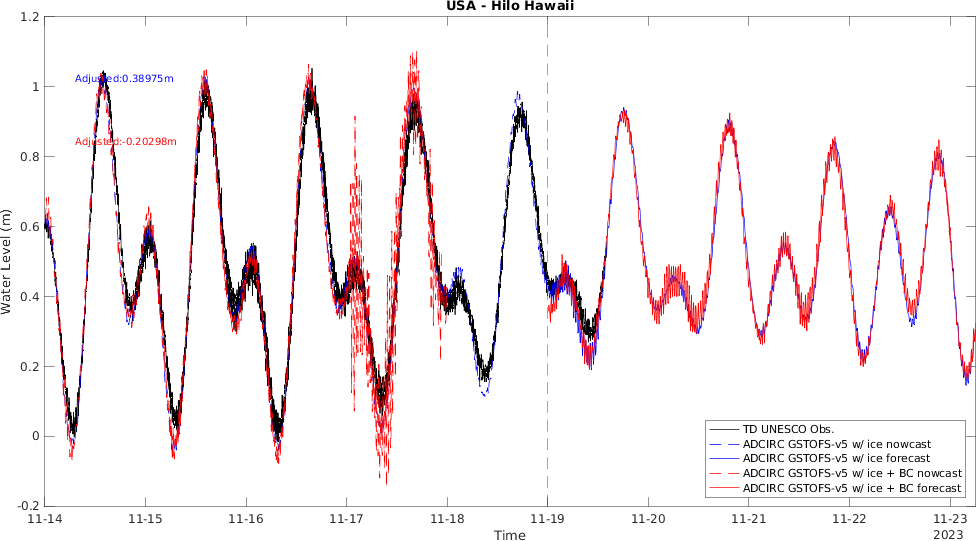 USA - Hilo Hawaii
1.2
1
0.8
0.6
0.4
0.2
0
-0.2
Water Level (m)
Adjusted:0.38975m
Adjusted:-0.20298m
TD UNESCO Obs.
ADCIRC GSTOFS-v5 w/ ice nowcast
ADCIRC GSTOFS-v5 w/ ice forecast
ADCIRC GSTOFS-v5 w/ ice + BC nowcast
ADCIRC GSTOFS-v5 w/ ice + BC forecast
11-14 11-15 11-16 11-17 11-18 11-19 11-20 11-21 11-22 11-23
Time 2023